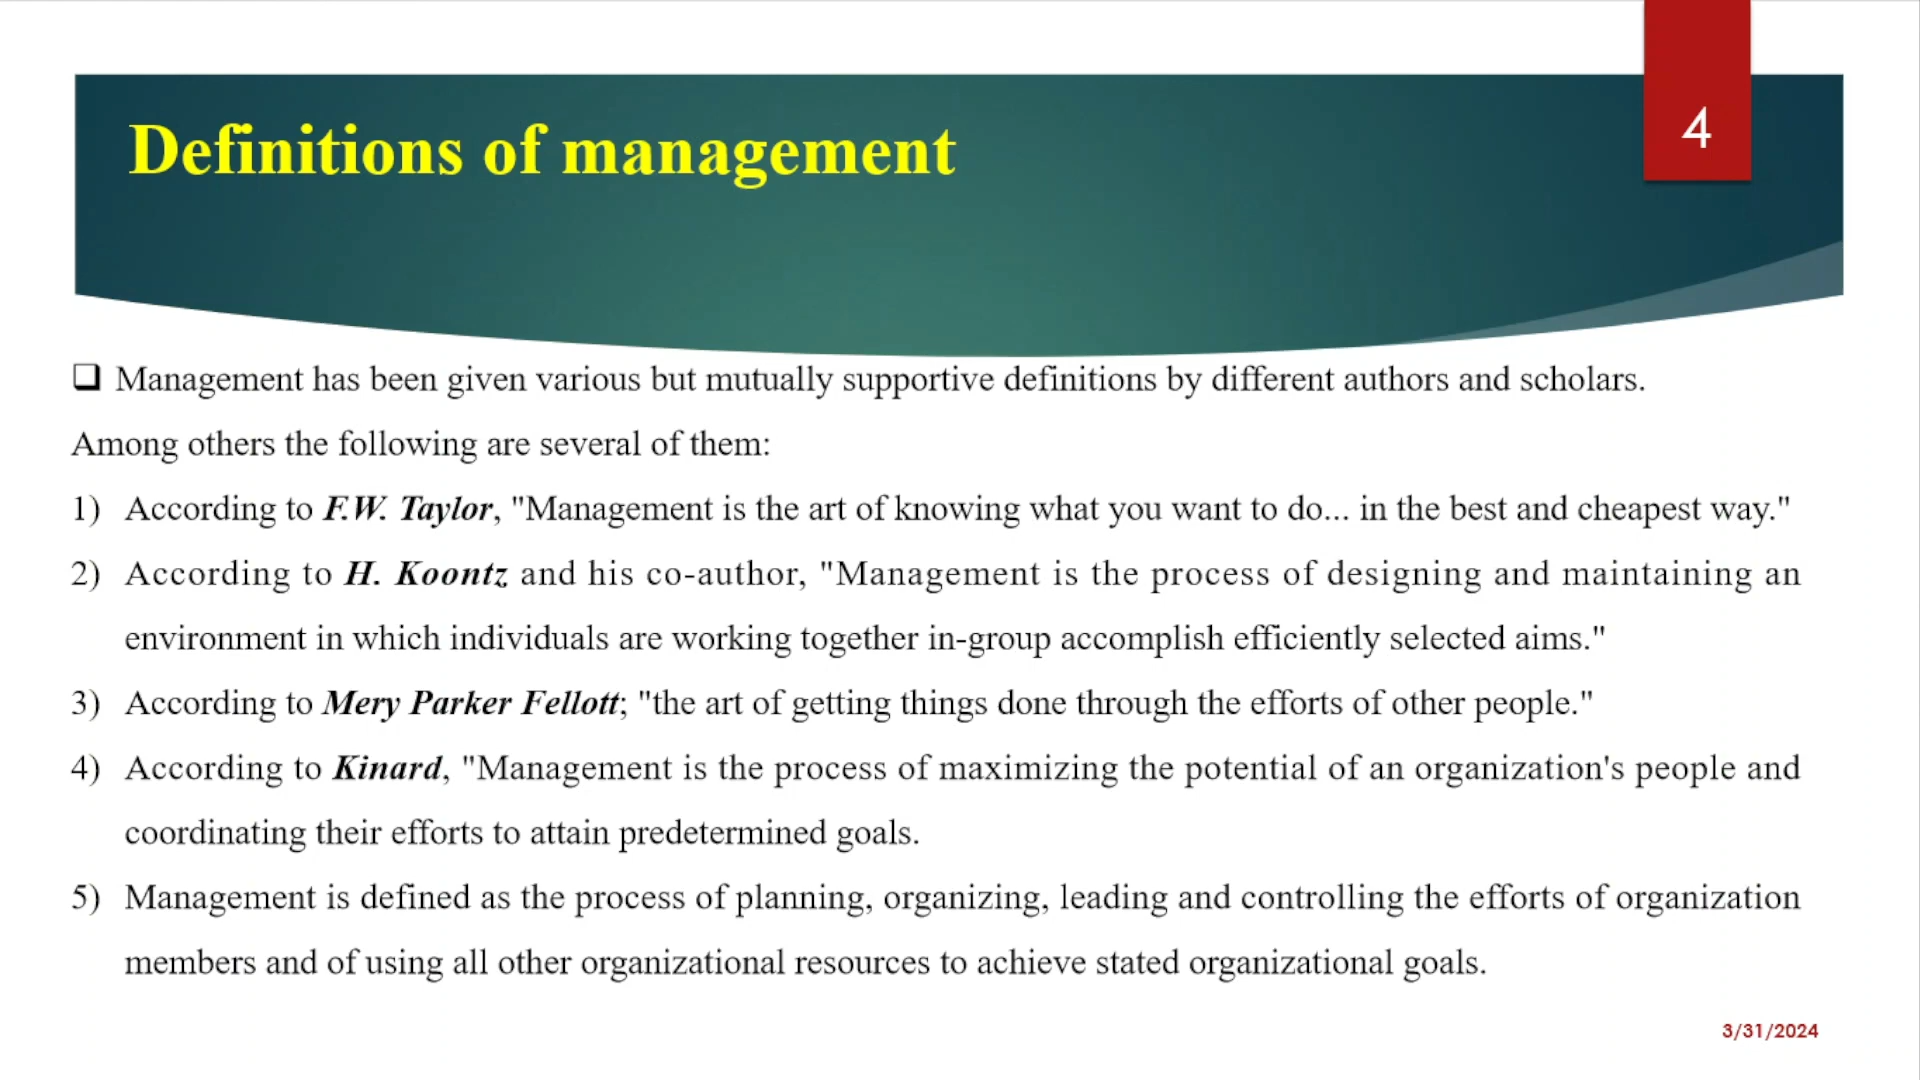 4
Definitions of management
❑ Management has been given various but mutually supportive definitions by different authors and scholars.
Among others the following are several of them:
1) According to F.W. Taylor, "Management is the art of knowing what you want to do... in the best and cheapest way."
2) According to H. Koontz and his co-author, "Management is the process of designing and maintaining an
environment in which individuals are working together in-group accomplish efficiently selected aims."
3) According to Mery Parker Fellott; "the art of getting things done through the efforts of other people."
4) According to Kinard, "Management is the process of maximizing the potential of an organization's people and
coordinating their efforts to attain predetermined goals.
5) Management is defined as the process of planning, organizing, leading and controlling the efforts of organization
members and of using all other organizational resources to achieve stated organizational goals.
3/31/2024